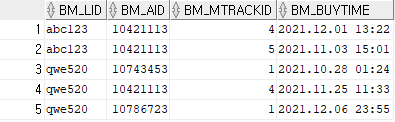 BM_LID BM_AID BM_MTRACKID BM_BUYTIME
1 abc123 10421113 4 2021.12.01 13:22
2 abc123 10421113 5 2021.11.03 15:01
3 qwe520 10743453 1 2021.10.28 01:24
4 qwe520 10421113 4 2021.11.25 11:33
5 qwe520 10786723 1 2021.12.06 23:55